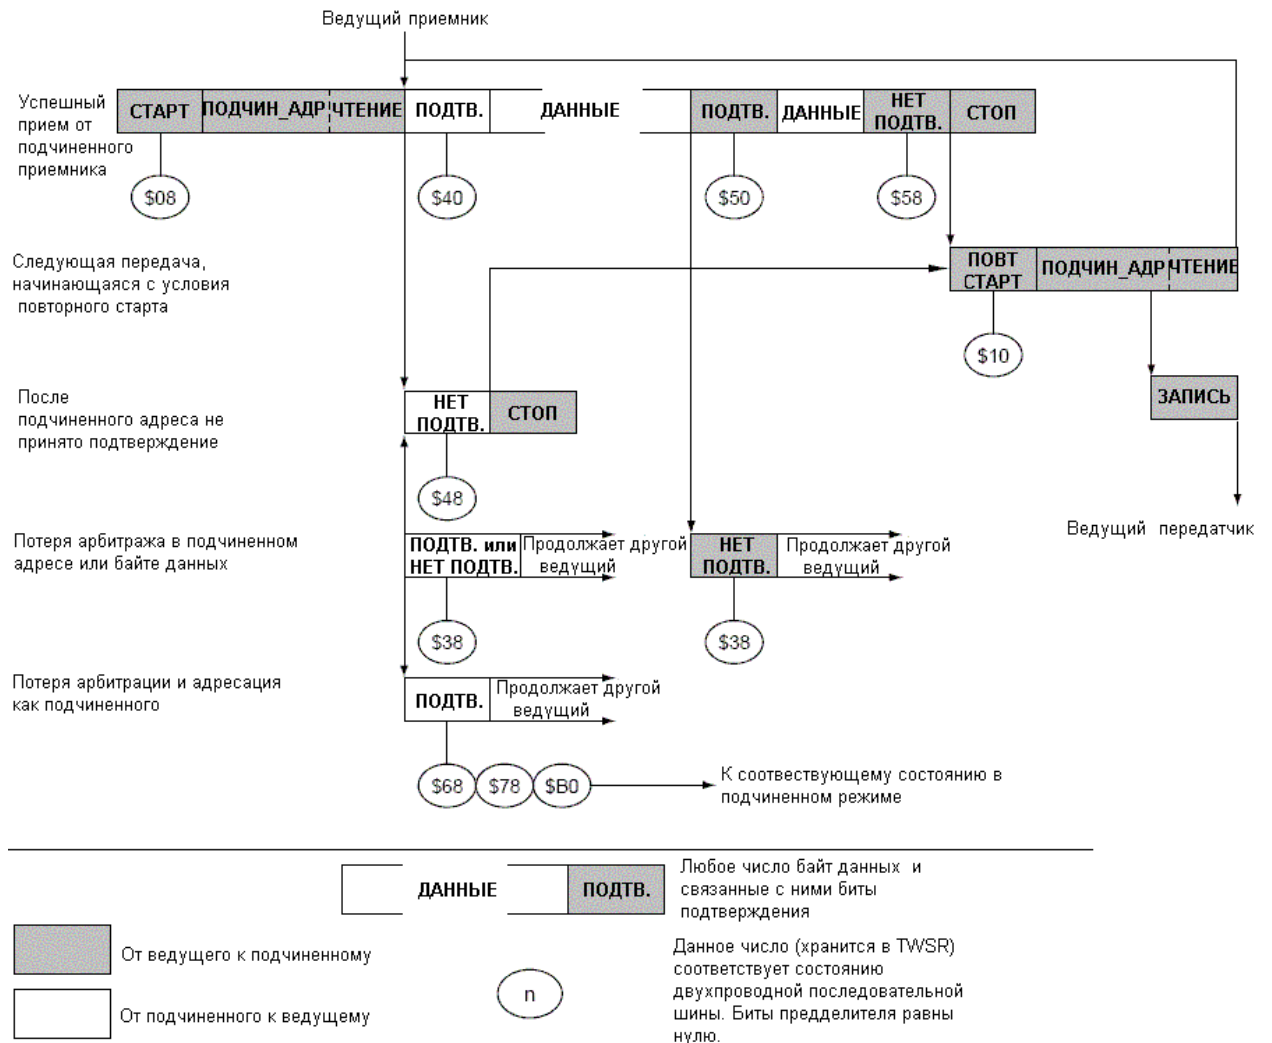 Ведущий приемник
Успешный
прием от
подчиненного
приемника
СТАРТ ПОДЧИН_АДР ЧТЕНИЕ ПОДТВ. ДАННЫЕ ПОДТВ. ДАННЫЕ НЕТ ПОДТВ. СТОП
$08 $40 $50 $58
Следующая передача,
начинающаяся с условия
повторного старта
ПОВТ СТАРТ ПОДЧИН_АДР ЧТЕНИЕ
$10
После
подчиненного адреса не
принято подтверждение
НЕТ ПОДТВ. СТОП
ЗАПИСЬ
$48
Ведущий передатчик
Потеря арбитража в подчиненном
адресе или байте данных
ПОДТВ. или
НЕТ ПОДТВ.
Продолжает другой
ведущий
НЕТ
ПОДТВ.
Продолжает другой
ведущий
$38 $38
Потеря арбитрации и адресация
как подчиненного
ПОДТВ.
Продолжает другой
ведущий
$68 $78 $B0
К соотвествующему состоянию в
подчиненном режиме
ДАННЫЕ ПОДТВ.
Любое число байт данных и
связанные с ними биты
подтверждения
От ведущего к подчиненному
От подчиненного к ведущему
n
Данное число (хранится в TWSR)
соответствует состоянию
двухпроводной последовательной
шины. Биты предделителя равны
нулю.